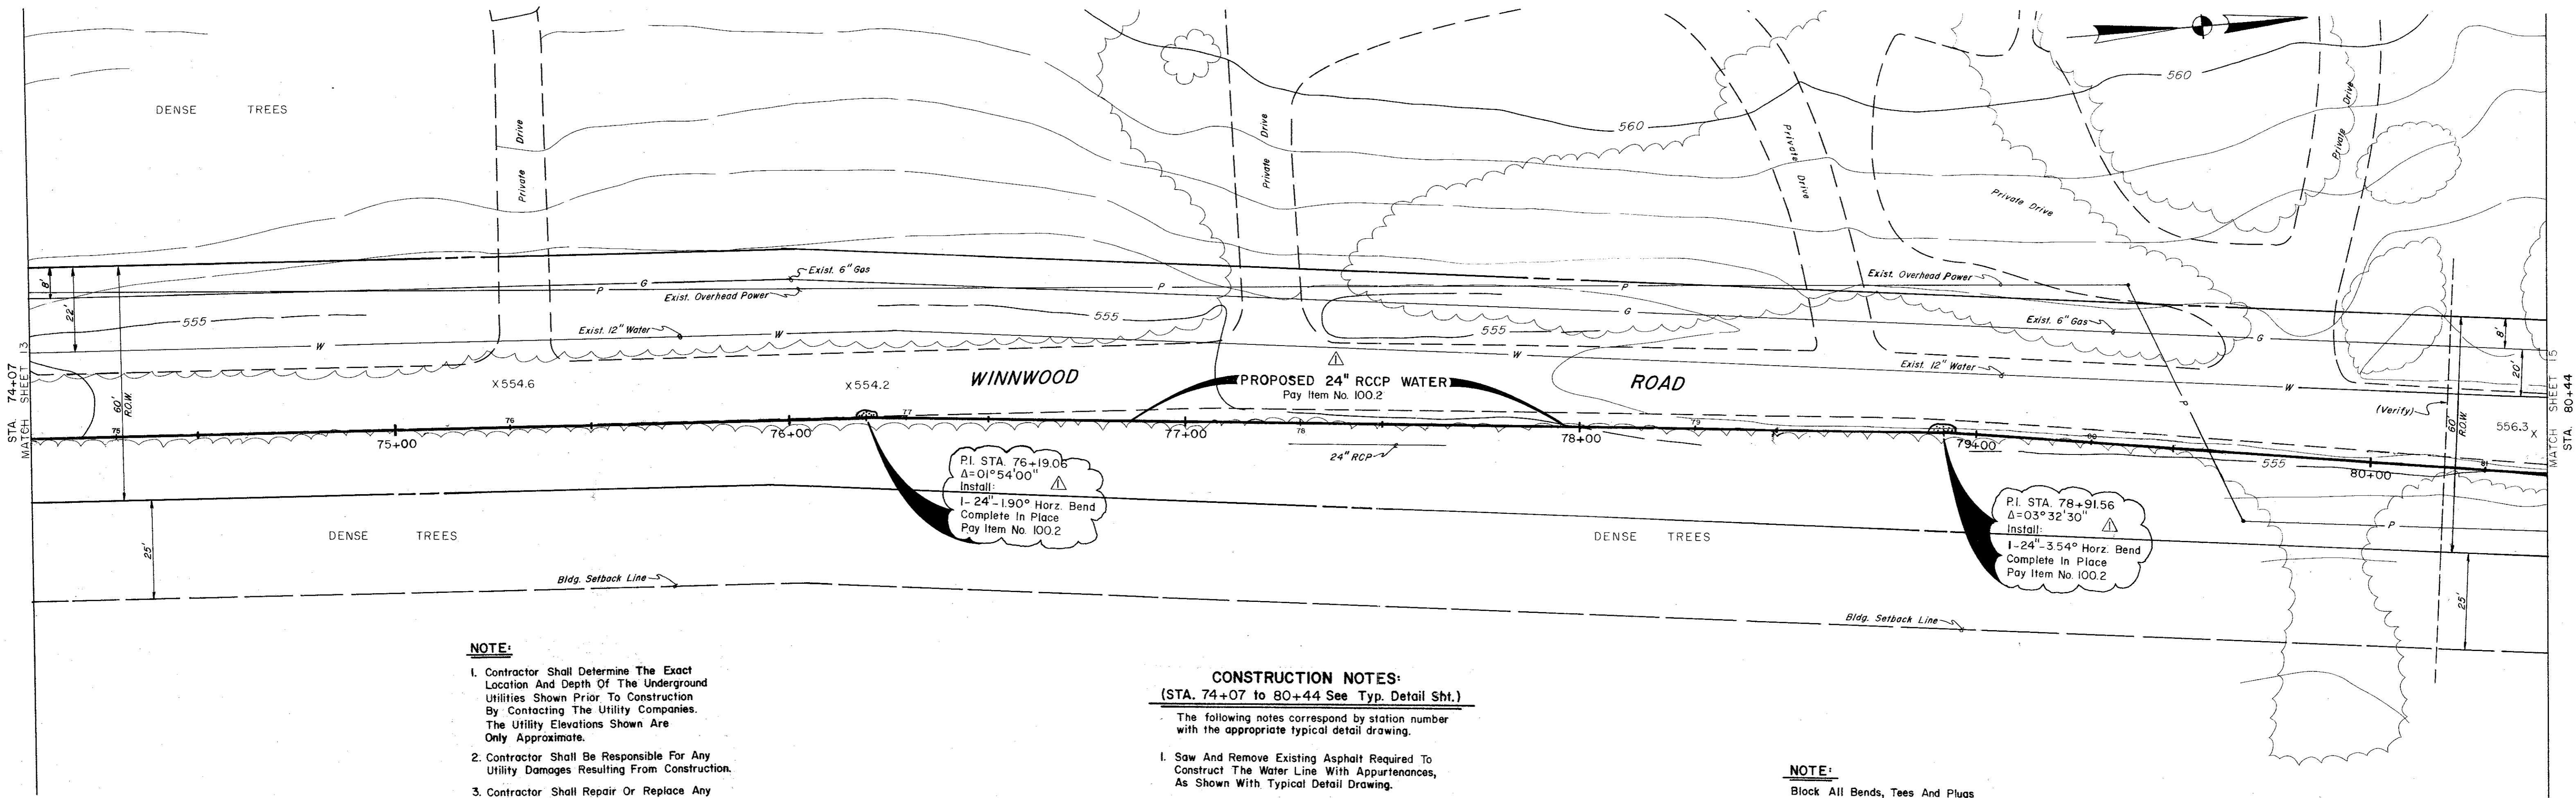 560
560
DENSE TREES
Private Drive
Private Drive
Private Drive
Private Drive
Private Drive
Exist. 6" Gas
G
P
Exist. Overhead Power
P
Exist. Overhead Power
P
8'
22'
555
555
555
G
Exist. 6" Gas
G
8'
Exist. 12" Water
W
W
W
Exist. 12" Water
W
20'
STA. 74+07
MATCH SHEET 13
60'
R.O.W.
X 554.6
X 554.2
WINNWOOD
ROAD
PROPOSED 24" RCCP WATER
Pay Item No. 100.2
1
P
(Verify)
60'
R.O.W.
556.3 X
MATCH SHEET 15
STA. 80+44
75
76
77
78
79
80
81
75+00
76+00
77+00
78+00
79+00
80+00
24" RCP
555
P.I. STA. 76+19.06
Δ=01°54'00"
Install: 1
1-24"-1.90° Horz. Bend
Complete In Place
Pay Item No. 100.2
P.I. STA. 78+91.56
Δ=03°32'30"
Install: 1
1-24"-3.54° Horz. Bend
Complete In Place
Pay Item No. 100.2
P
25'
DENSE TREES
DENSE TREES
Bldg. Setback Line
Bldg. Setback Line
25'
NOTE:
1. Contractor Shall Determine The Exact
Location And Depth Of The Underground
Utilities Shown Prior To Construction
By Contacting The Utility Companies.
The Utility Elevations Shown Are
Only Approximate.
2. Contractor Shall Be Responsible For Any
Utility Damages Resulting From Construction.
3. Contractor Shall Repair Or Replace Any
CONSTRUCTION NOTES:
(STA. 74+07 to 80+44 See Typ. Detail Sht.)
The following notes correspond by station number
with the appropriate typical detail drawing.
1. Saw And Remove Existing Asphalt Required To
Construct The Water Line With Appurtenances,
As Shown With Typical Detail Drawing.
NOTE:
Block All Bends, Tees And Plugs